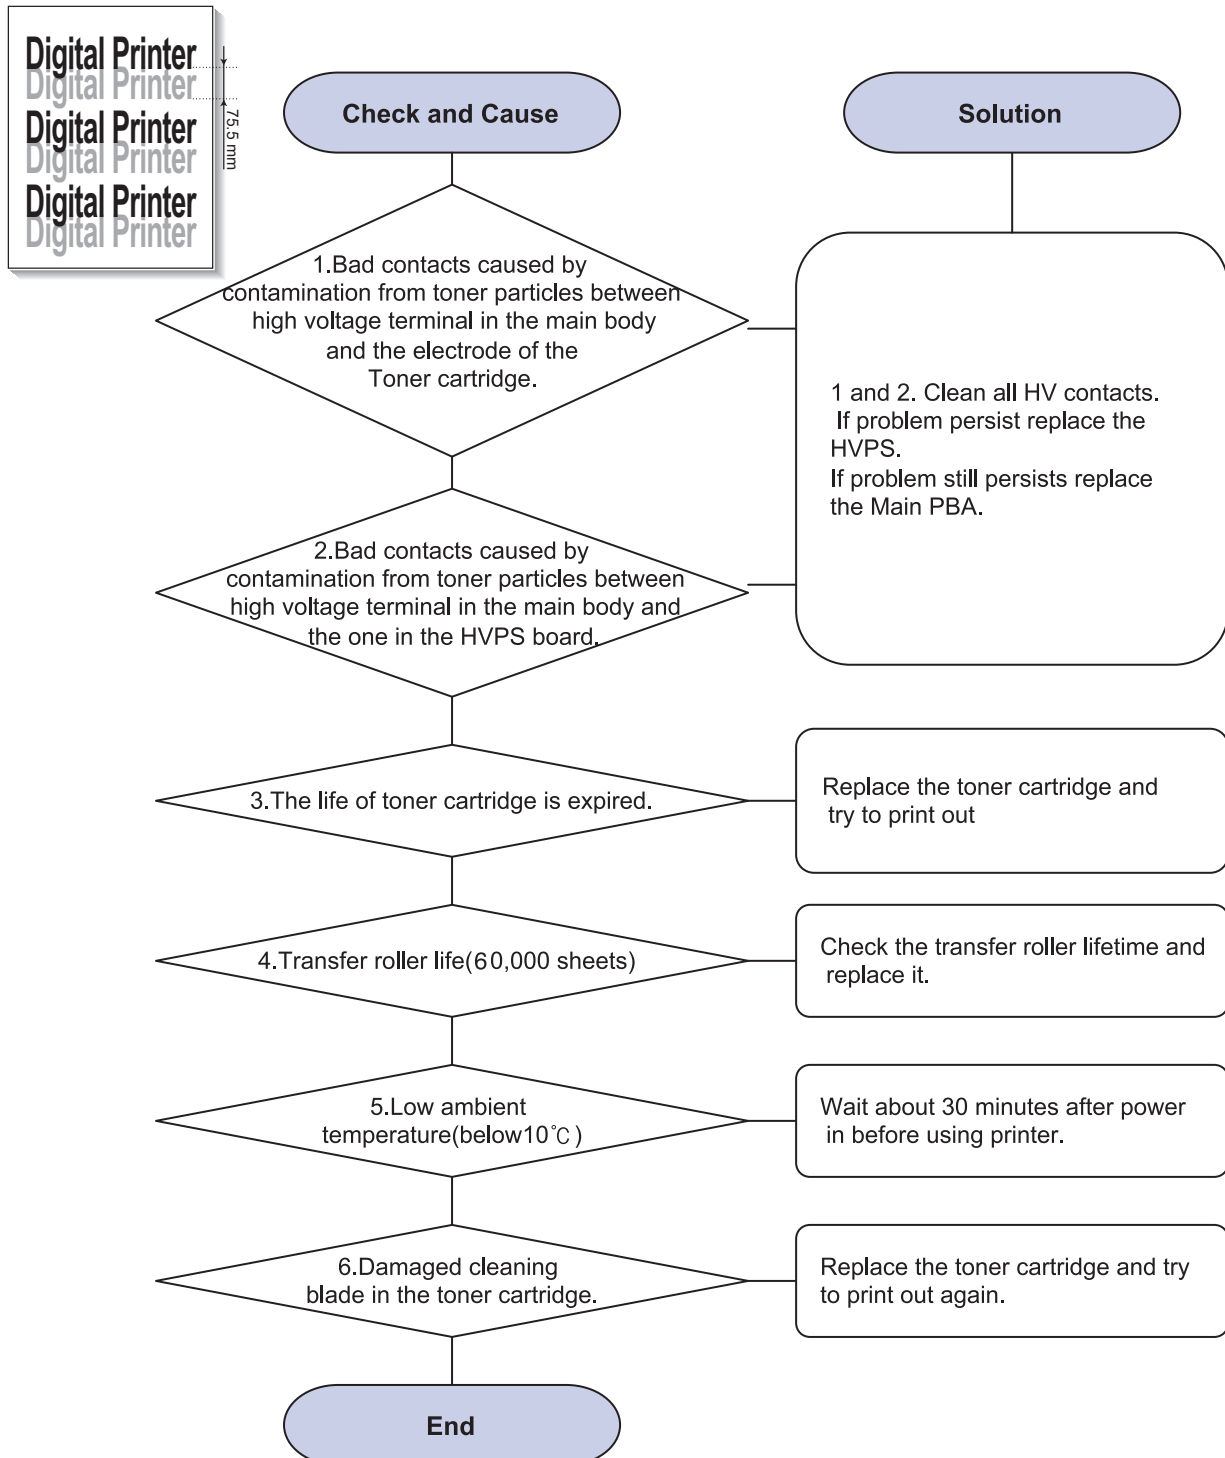 Digital Printer
Digital Printer
Digital Printer
Digital Printer
Digital Printer
Digital Printer
75.5 mm
Check and Cause
Solution
1.Bad contacts caused by
contamination from toner particles between
high voltage terminal in the main body
and the electrode of the
Toner cartridge.
1 and 2. Clean all HV contacts.
If problem persist replace the
HVPS.
If problem still persists replace
the Main PBA.
2.Bad contacts caused by
contamination from toner particles between
high voltage terminal in the main body and
the one in the HVPS board.
3.The life of toner cartridge is expired.
Replace the toner cartridge and
try to print out
4.Transfer roller life(60,000 sheets)
Check the transfer roller lifetime and
replace it.
5.Low ambient
temperature(below10℃)
Wait about 30 minutes after power
in before using printer.
6.Damaged cleaning
blade in the toner cartridge.
Replace the toner cartridge and try
to print out again.
End